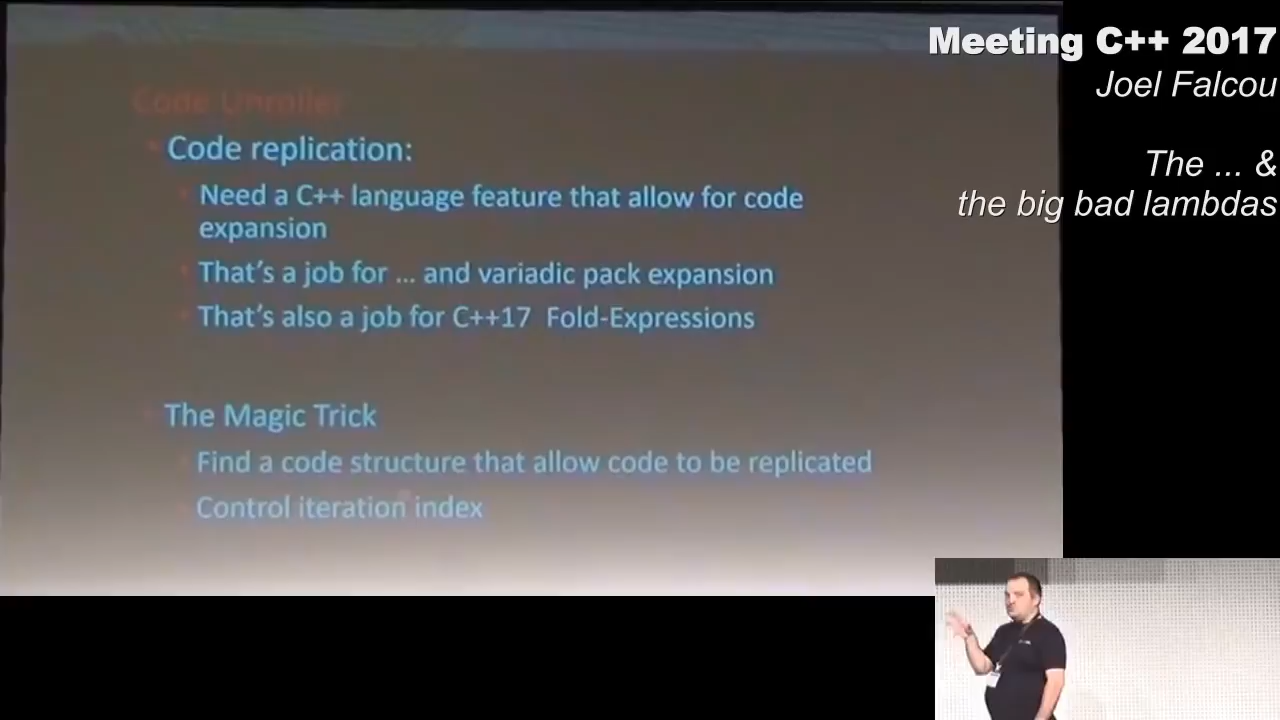 Meeting C++ 2017
Joel Falcou
The ... &
the big bad lambdas
Code Unroller
Code replication:
Need a C++ language feature that allow for code
expansion
That's a job for ... and variadic pack expansion
That's also a job for C++17 Fold-Expressions
The Magic Trick
Find a code structure that allow code to be replicated
Control iteration index